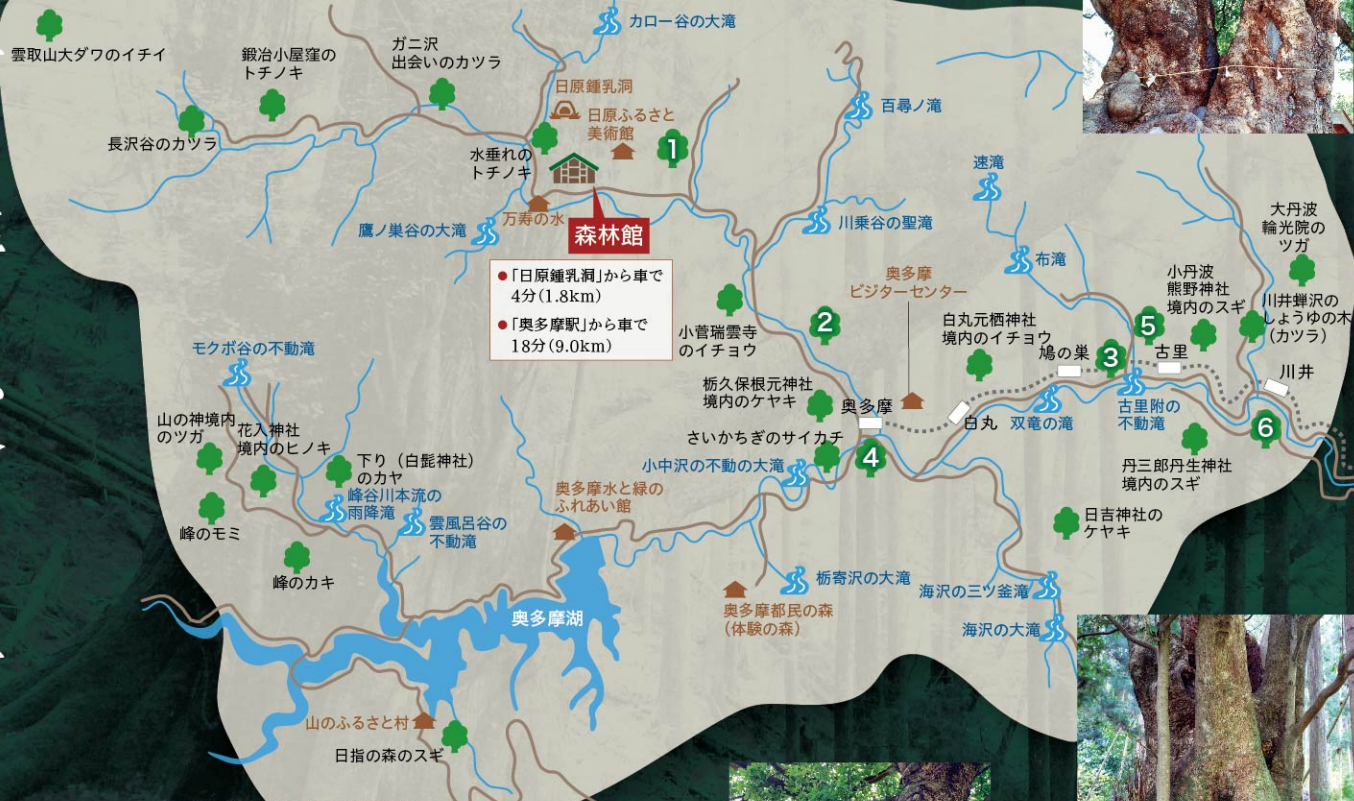 カロー谷の大滝
雲取山大ダワのイチイ
鍛冶小屋窪の
トチノキ
ガニ沢
出会いのカツラ
日原鍾乳洞
日原ふるさと
美術館
百尋ノ滝
長沢谷のカツラ
水垂れの
トチノキ
1
速滝
鷹ノ巣谷の大滝
万寿の水
森林館
川乗谷の聖滝
大丹波
輪光院の
ツガ
布滝
●「日原鍾乳洞」から車で
4分(1.8km)
●「奥多摩駅」から車で
18分(9.0km)
奥多摩
ビジターセンター
小丹波
熊野神社
境内のスギ
川井蝉沢の
しょうゆの木
(カツラ)
小菅瑞雲寺
のイチョウ
2
白丸元栖神社
境内のイチョウ
鳩の巣
3
5
古里
川井
モクボ谷の不動滝
栃久保根元神社
境内のケヤキ
奥多摩
白丸
双竜の滝
古里附の
不動滝
6
山の神境内
のツガ
花入神社
境内のヒノキ
さいかちぎのサイカチ
4
小中沢の不動の大滝
丹三郎丹生神社
境内のスギ
下り(白髭神社)
のカヤ
峰谷川本流の
雨降滝
雲風呂谷の
不動滝
奥多摩水と緑の
ふれあい館
日吉神社の
ケヤキ
峰のモミ
峰のカキ
栃寄沢の大滝
海沢の三ツ釜滝
奥多摩都民の森
(体験の森)
奥多摩湖
海沢の大滝
山のふるさと村
日指の森のスギ